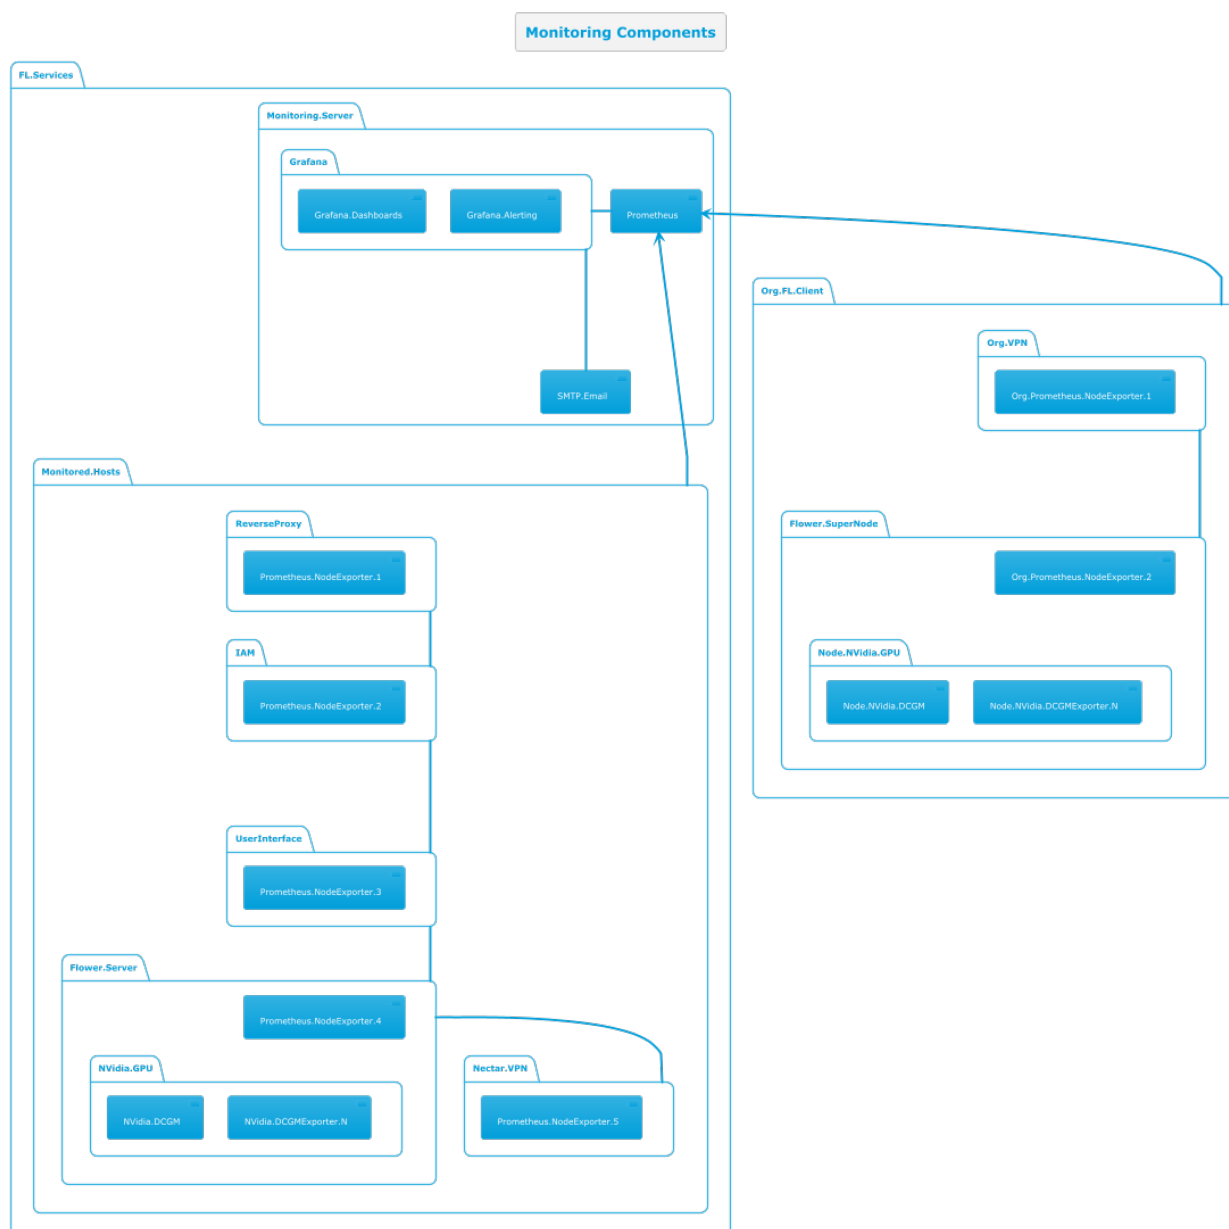 Monitoring Components
FL.Services
Monitoring.Server
Grafana
Grafana.Dashboards
Grafana.Alerting
Prometheus
SMTP.Email
Org.FL.Client
Org.VPN
Org.Prometheus.NodeExporter.1
Flower.SuperNode
Org.Prometheus.NodeExporter.2
Node.NVidia.GPU
Node.NVidia.DCGM
Node.NVidia.DCGMExporter.N
Monitored.Hosts
ReverseProxy
Prometheus.NodeExporter.1
IAM
Prometheus.NodeExporter.2
UserInterface
Prometheus.NodeExporter.3
Flower.Server
Prometheus.NodeExporter.4
NVidia.GPU
NVidia.DCGM
NVidia.DCGMExporter.N
Nectar.VPN
Prometheus.NodeExporter.5